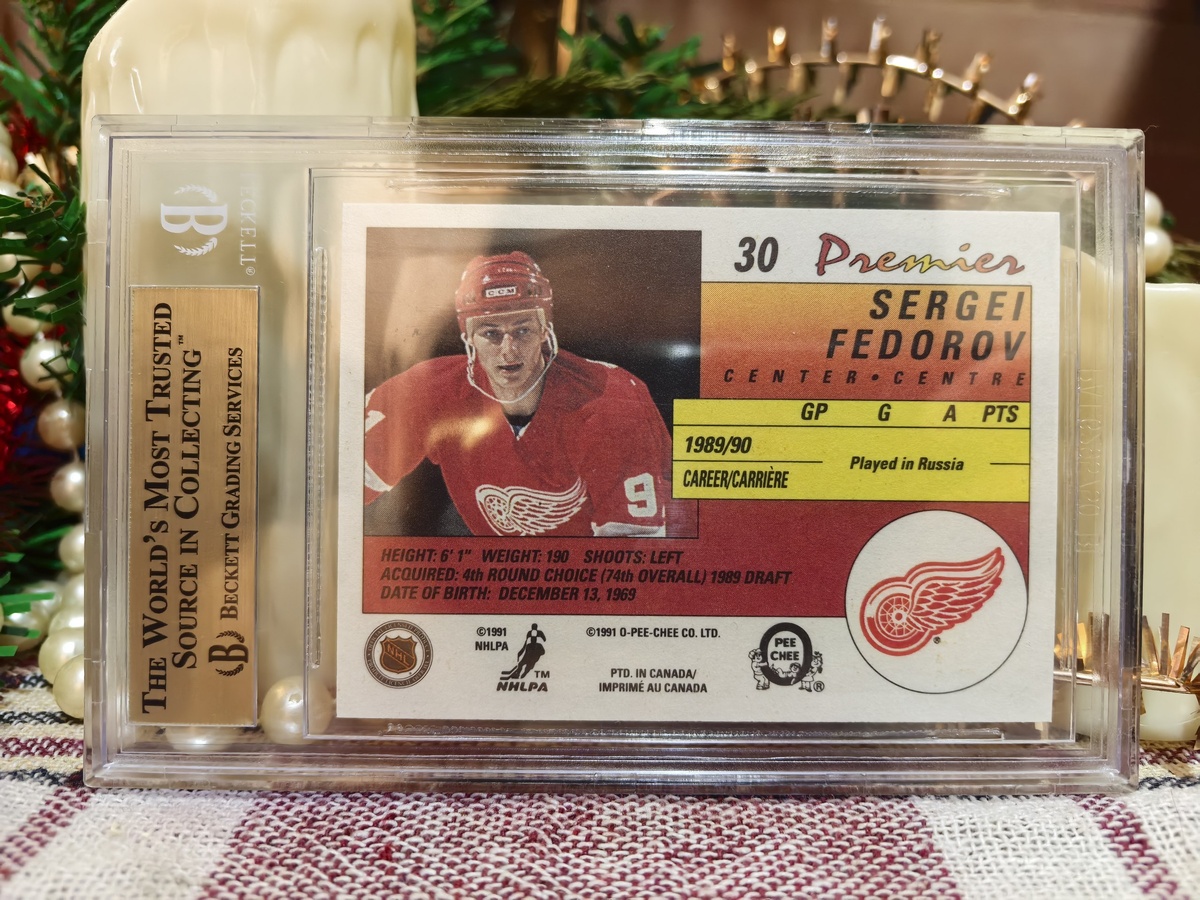 BECKETT®
THE WORLD'S MOST TRUSTED
SOURCE IN COLLECTING™
B BECKETT GRADING SERVICES
30 Premier
SERGEI
FEDOROV
CENTER•CENTRE
GP G A PTS
1989/90
Played in Russia
CAREER/CARRIÈRE
CCM
9
HEIGHT: 6' 1" WEIGHT: 190 SHOOTS: LEFT
ACQUIRED: 4th ROUND CHOICE (74th OVERALL) 1989 DRAFT
DATE OF BIRTH: DECEMBER 13, 1969
NHL
©1991
NHLPA
TM
NHLPA
©1991 O-PEE-CHEE CO. LTD.
PTD. IN CANADA/
IMPRIMÉ AU CANADA
PEE
CHEE
®
®